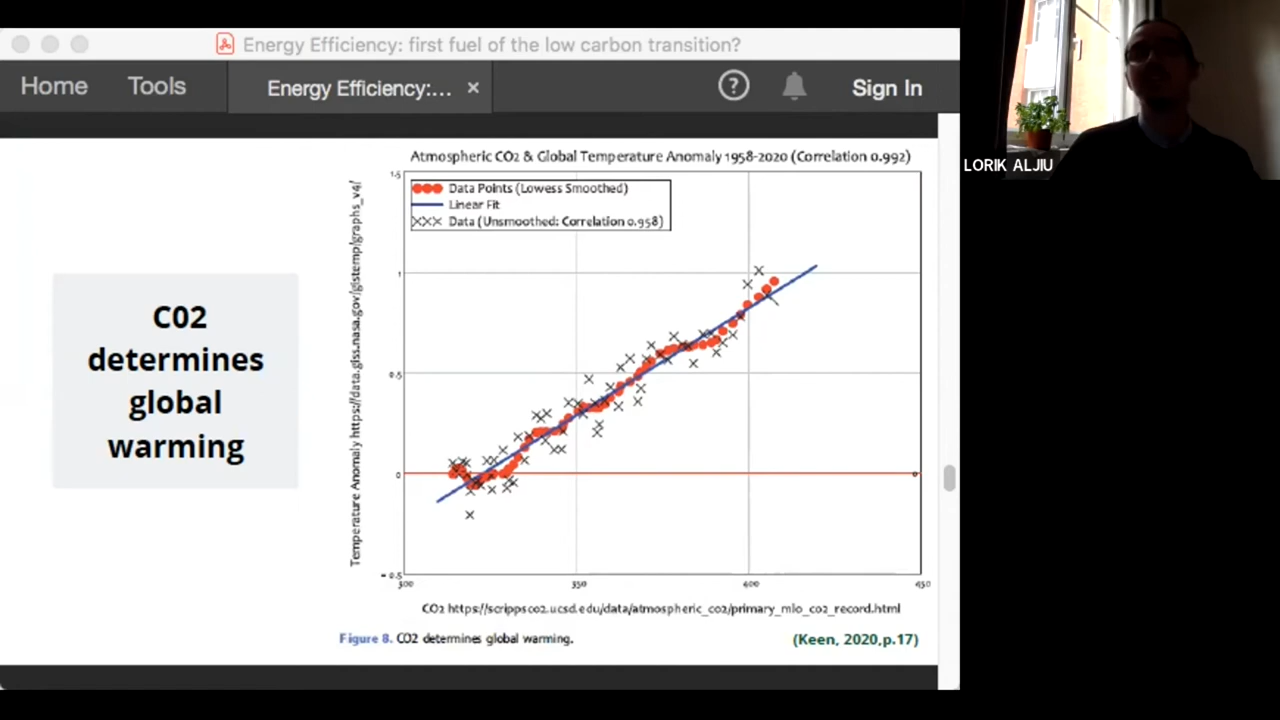 Energy Efficiency: first fuel of the low carbon transition?
Home Tools Energy Efficiency:... × ? Sign In
LORIK ALJIU
C02
determines
global
warming
Atmospheric CO2 & Global Temperature Anomaly 1958-2020 (Correlation 0.992)
Data Points (Lowess Smoothed)
Linear Fit
Data (Unsmoothed: Correlation 0.958)
Temperature Anomaly https://data.giss.nasa.gov/gistemp/graphs_v4/
1.5
1
0.5
0
0
-0.5
300 350 400 450
CO2 https://scrippsco2.ucsd.edu/data/atmospheric_co2/primary_mlo_co2_record.html
Figure 8. CO2 determines global warming.
(Keen, 2020,p.17)